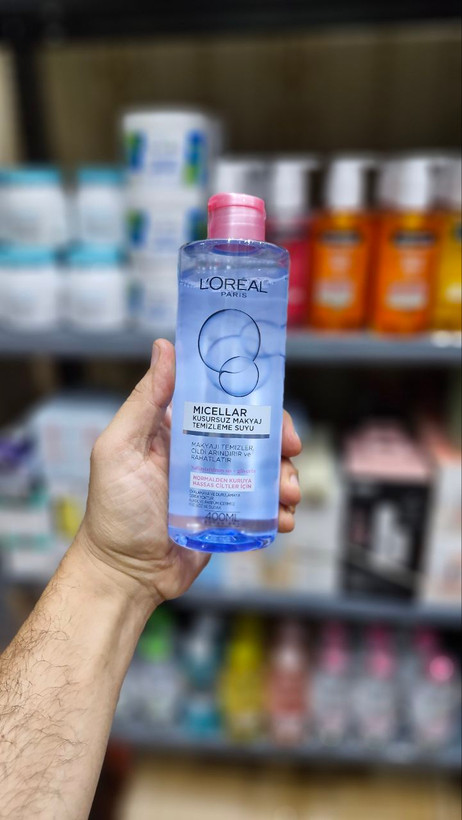 L'ORÉAL
PARIS
MICELLAR
KUSURSUZ MAKYAJ
TEMİZLEME SUYU
MAKYAJI TEMİZLER,
CİLDİ ARINDIRIR ve
RAHATLATIR
NORMALDEN KURUYA
HASSAS CİLTLER İÇİN
400ML